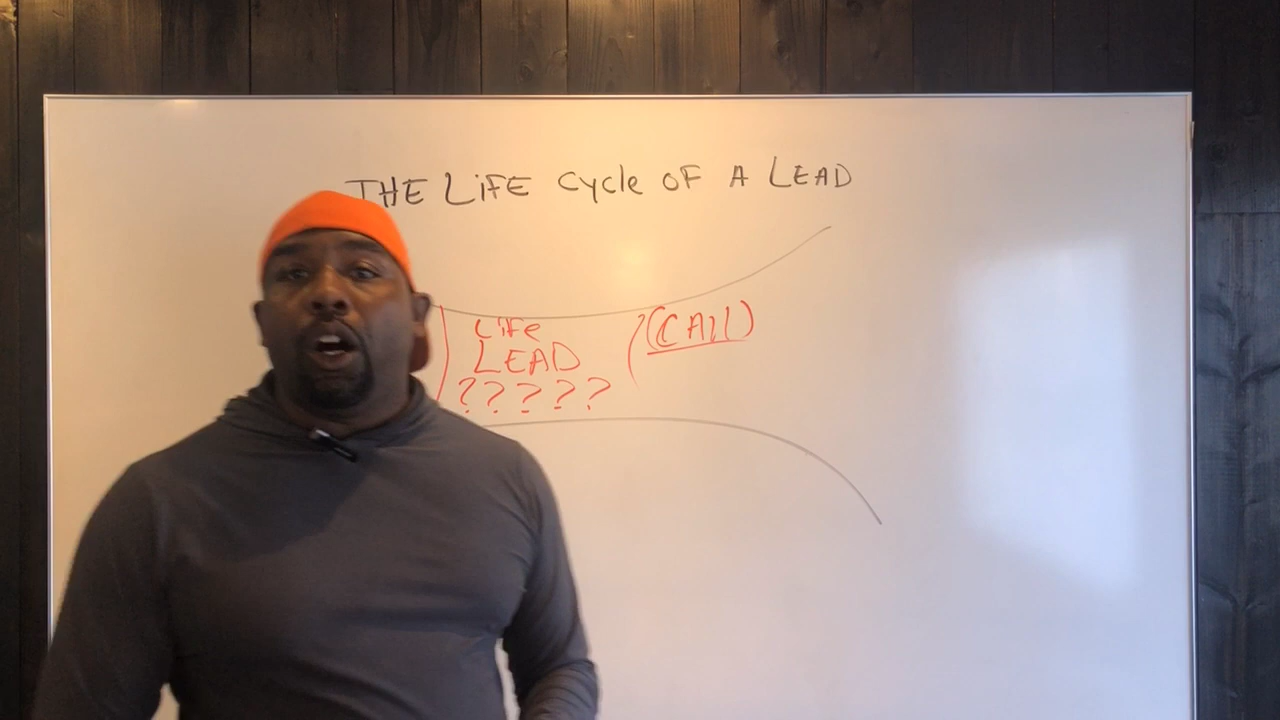 THE LiFE Cycle OF A LEAD
LiFe
LEAD
?????
(CAll)